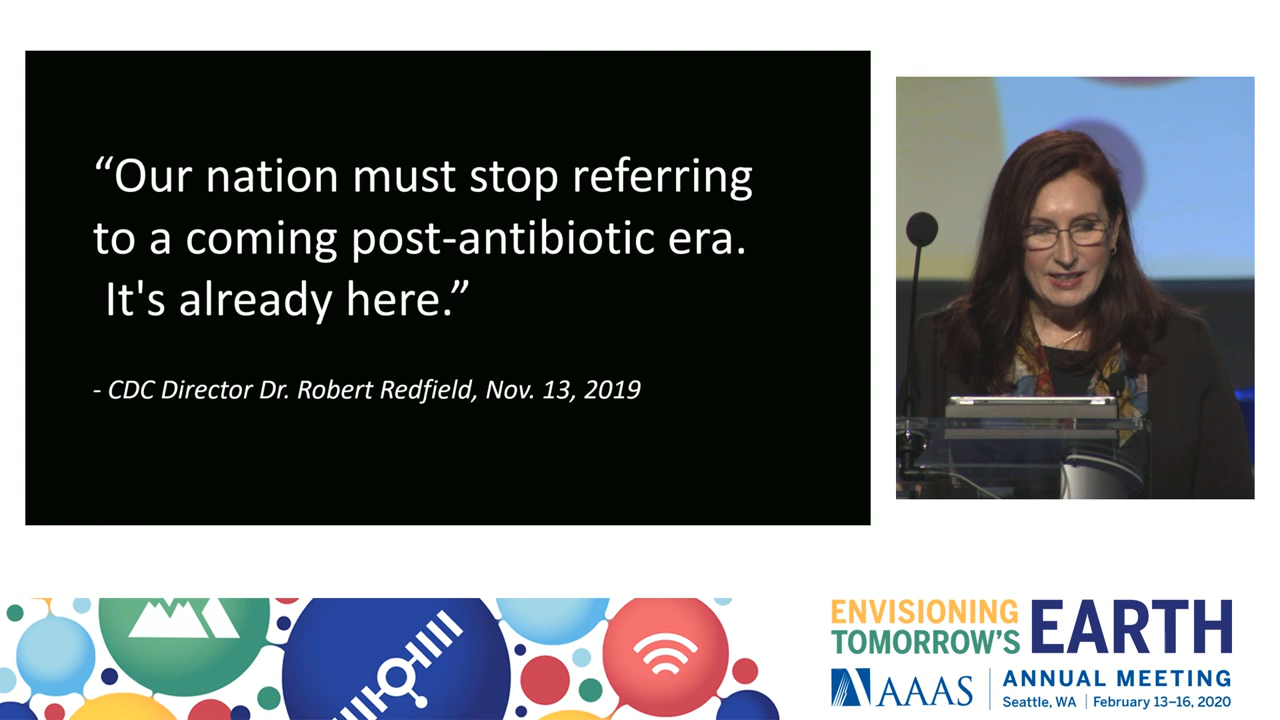 “Our nation must stop referring
to a coming post-antibiotic era.
It's already here.”
- CDC Director Dr. Robert Redfield, Nov. 13, 2019
ENVISIONING
TOMORROW’S
EARTH
AAAS
ANNUAL MEETING
Seattle, WA | February 13–16, 2020